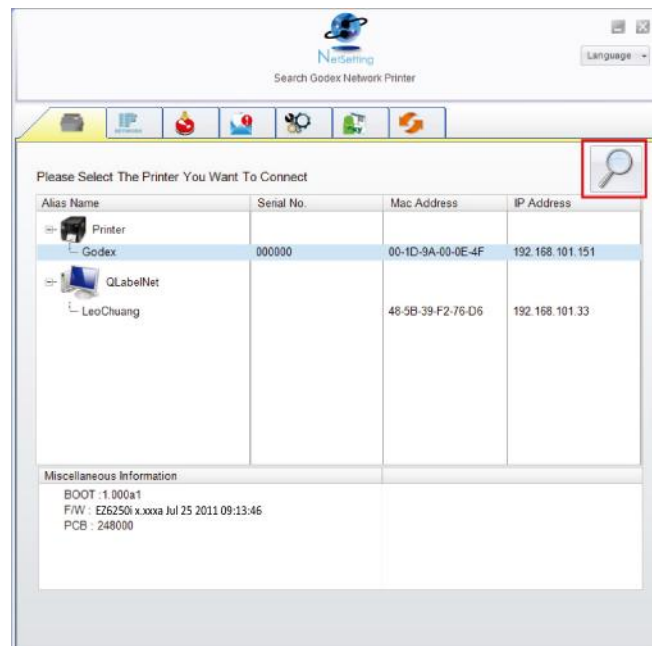 NetSetting
Language
Search Godex Network Printer
IP
NETWORK
Please Select The Printer You Want To Connect
Alias Name Serial No. Mac Address IP Address
Printer
Godex 000000 00-1D-9A-00-0E-4F 192.168.101.151
QLabelNet
LeoChuang 48-5B-39-F2-76-D6 192.168.101.33
Miscellaneous Information
BOOT :1.000a1
F/W : EZ6250i x.xxxa Jul 25 2011 09:13:46
PCB : 248000